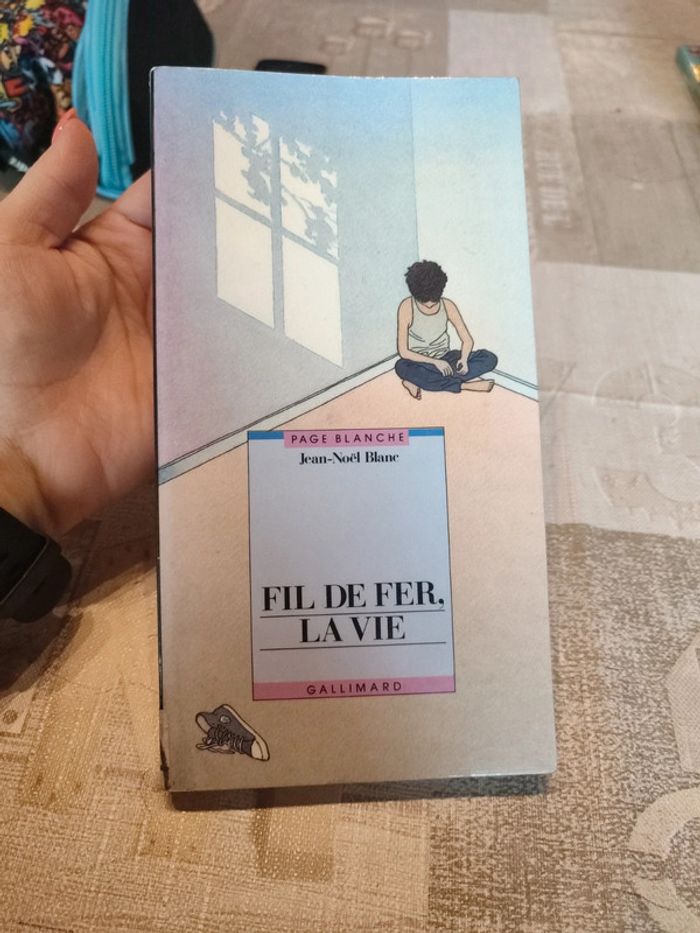 PAGE BLANCHE
Jean-Noël Blanc
FIL DE FER,
LA VIE
GALLIMARD